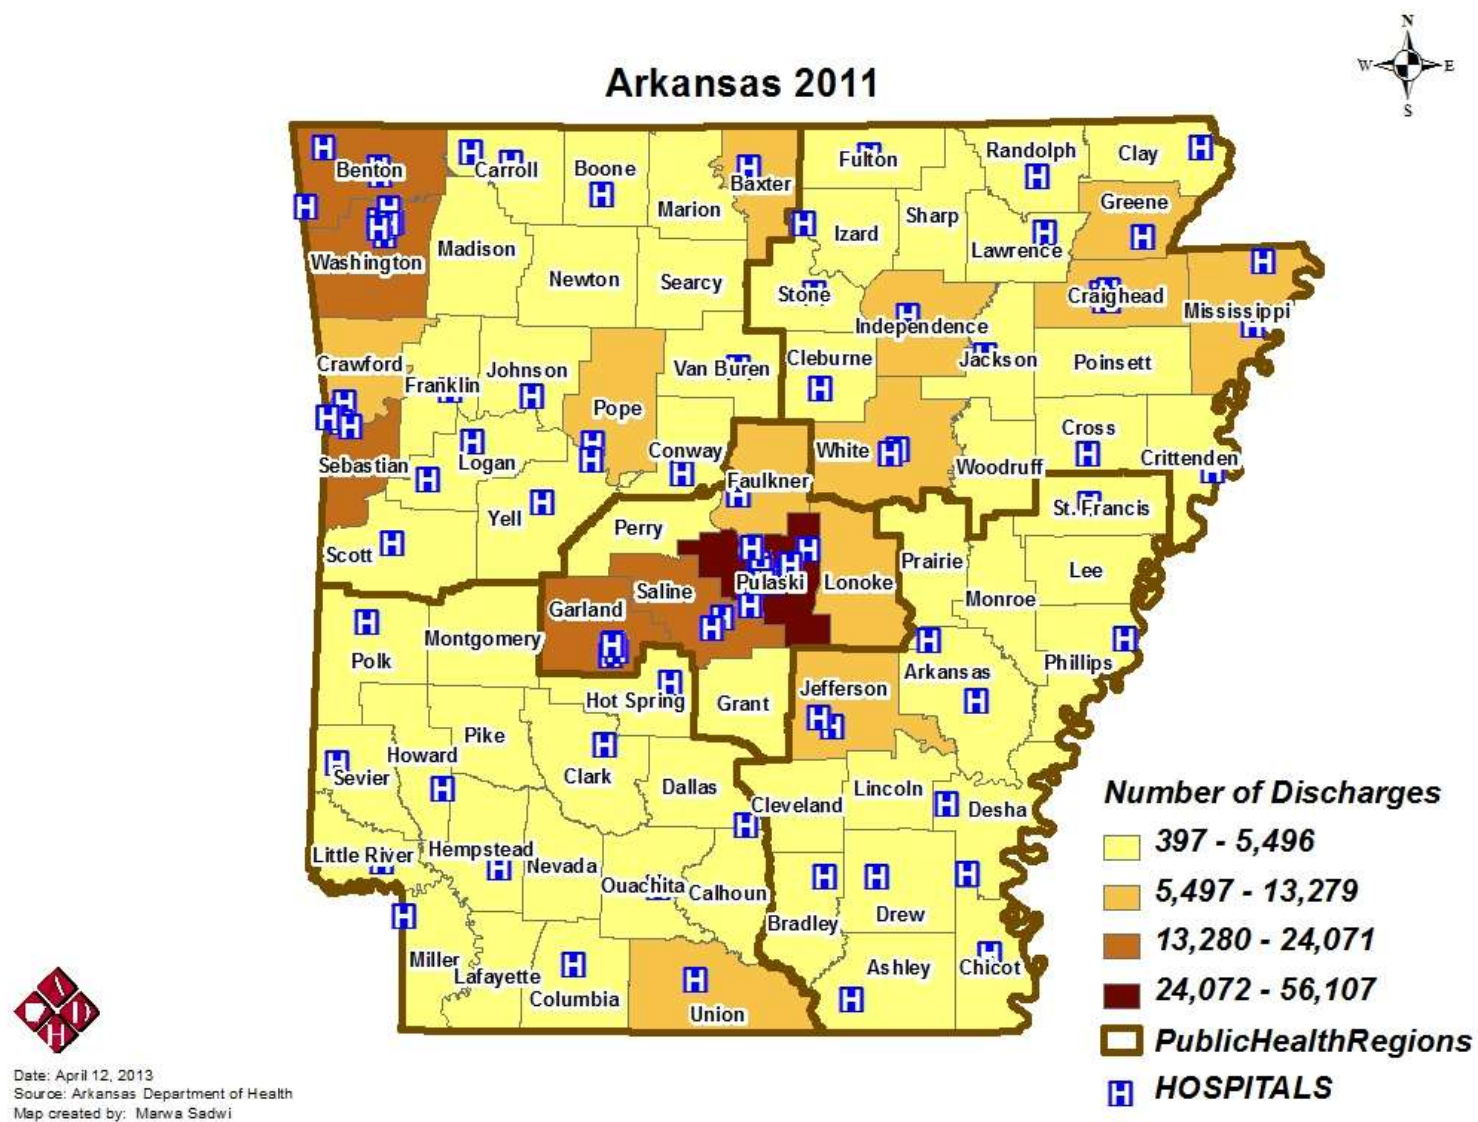 N
W E
S
Arkansas 2011
Benton
Carroll
Boone
Marion
Baxter
Fulton
Randolph
Clay
Greene
Sharp
Izard
Lawrence
Washington
Madison
Newton
Searcy
Stone
Independence
Craighead
Mississippi
Crawford
Franklin
Johnson
Pope
Van Buren
Cleburne
Jackson
Poinsett
Sebastian
Logan
Conway
Faulkner
White
Woodruff
Cross
Crittenden
Scott
Yell
Perry
Pulaski
Lonoke
Prairie
St. Francis
Lee
Monroe
Garland
Saline
Polk
Montgomery
Hot Spring
Grant
Jefferson
Arkansas
Phillips
Sevier
Howard
Pike
Clark
Dallas
Cleveland
Lincoln
Desha
Little River
Hempstead
Nevada
Ouachita
Calhoun
Bradley
Drew
Miller
Lafayette
Columbia
Union
Ashley
Chicot
Number of Discharges
397 - 5,496
5,497 - 13,279
13,280 - 24,071
24,072 - 56,107
PublicHealthRegions
H HOSPITALS
Date: April 12, 2013
Source: Arkansas Department of Health
Map created by: Marwa Sadwi